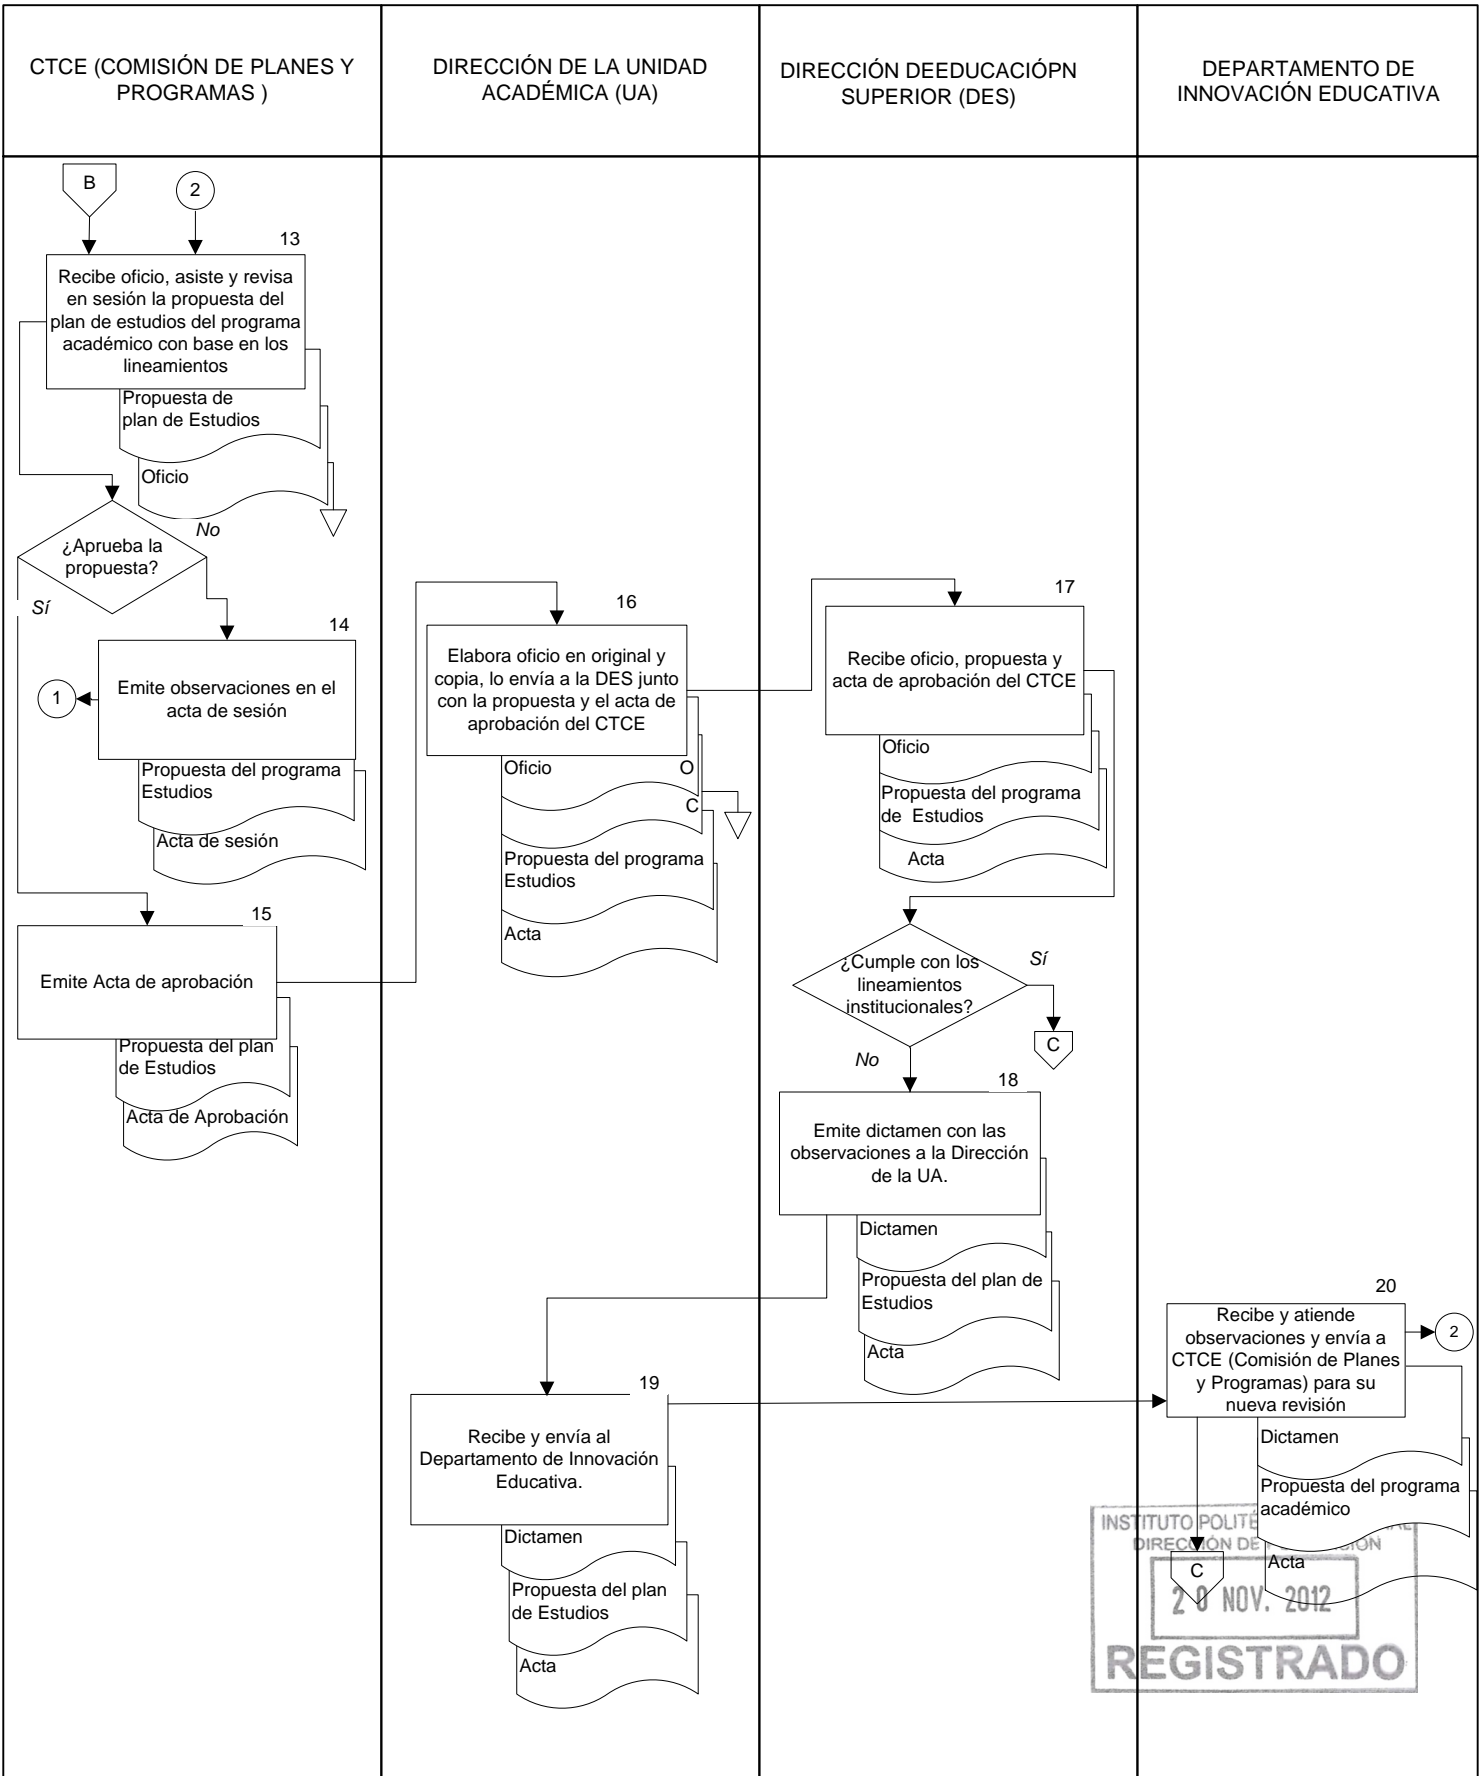 CTCE (COMISIÓN DE PLANES Y
PROGRAMAS )
DIRECCIÓN DE LA UNIDAD
ACADÉMICA (UA)
DIRECCIÓN DEEDUCACIÓPN
SUPERIOR (DES)
DEPARTAMENTO DE
INNOVACIÓN EDUCATIVA
B
2
13
Recibe oficio, asiste y revisa
en sesión la propuesta del
plan de estudios del programa
académico con base en los
lineamientos
Propuesta de
plan de Estudios
Oficio
¿Aprueba la
propuesta?
No
Sí
14
Emite observaciones en el
acta de sesión
1
Propuesta del programa
Estudios
Acta de sesión
15
Emite Acta de aprobación
Propuesta del plan
de Estudios
Acta de Aprobación
16
Elabora oficio en original y
copia, lo envía a la DES junto
con la propuesta y el acta de
aprobación del CTCE
Oficio O
C
Propuesta del programa
Estudios
Acta
17
Recibe oficio, propuesta y
acta de aprobación del CTCE
Oficio
Propuesta del programa
de Estudios
Acta
¿Cumple con los
lineamientos
institucionales?
Sí
C
No
18
Emite dictamen con las
observaciones a la Dirección
de la UA.
Dictamen
Propuesta del plan de
Estudios
Acta
19
Recibe y envía al
Departamento de Innovación
Educativa.
Dictamen
Propuesta del plan
de Estudios
Acta
20
Recibe y atiende
observaciones y envía a
CTCE (Comisión de Planes
y Programas) para su
nueva revisión
2
Dictamen
Propuesta del programa
académico
Acta
C
INSTITUTO
DIRECCIÓN DE
20 NOV. 2012
REGISTRADO